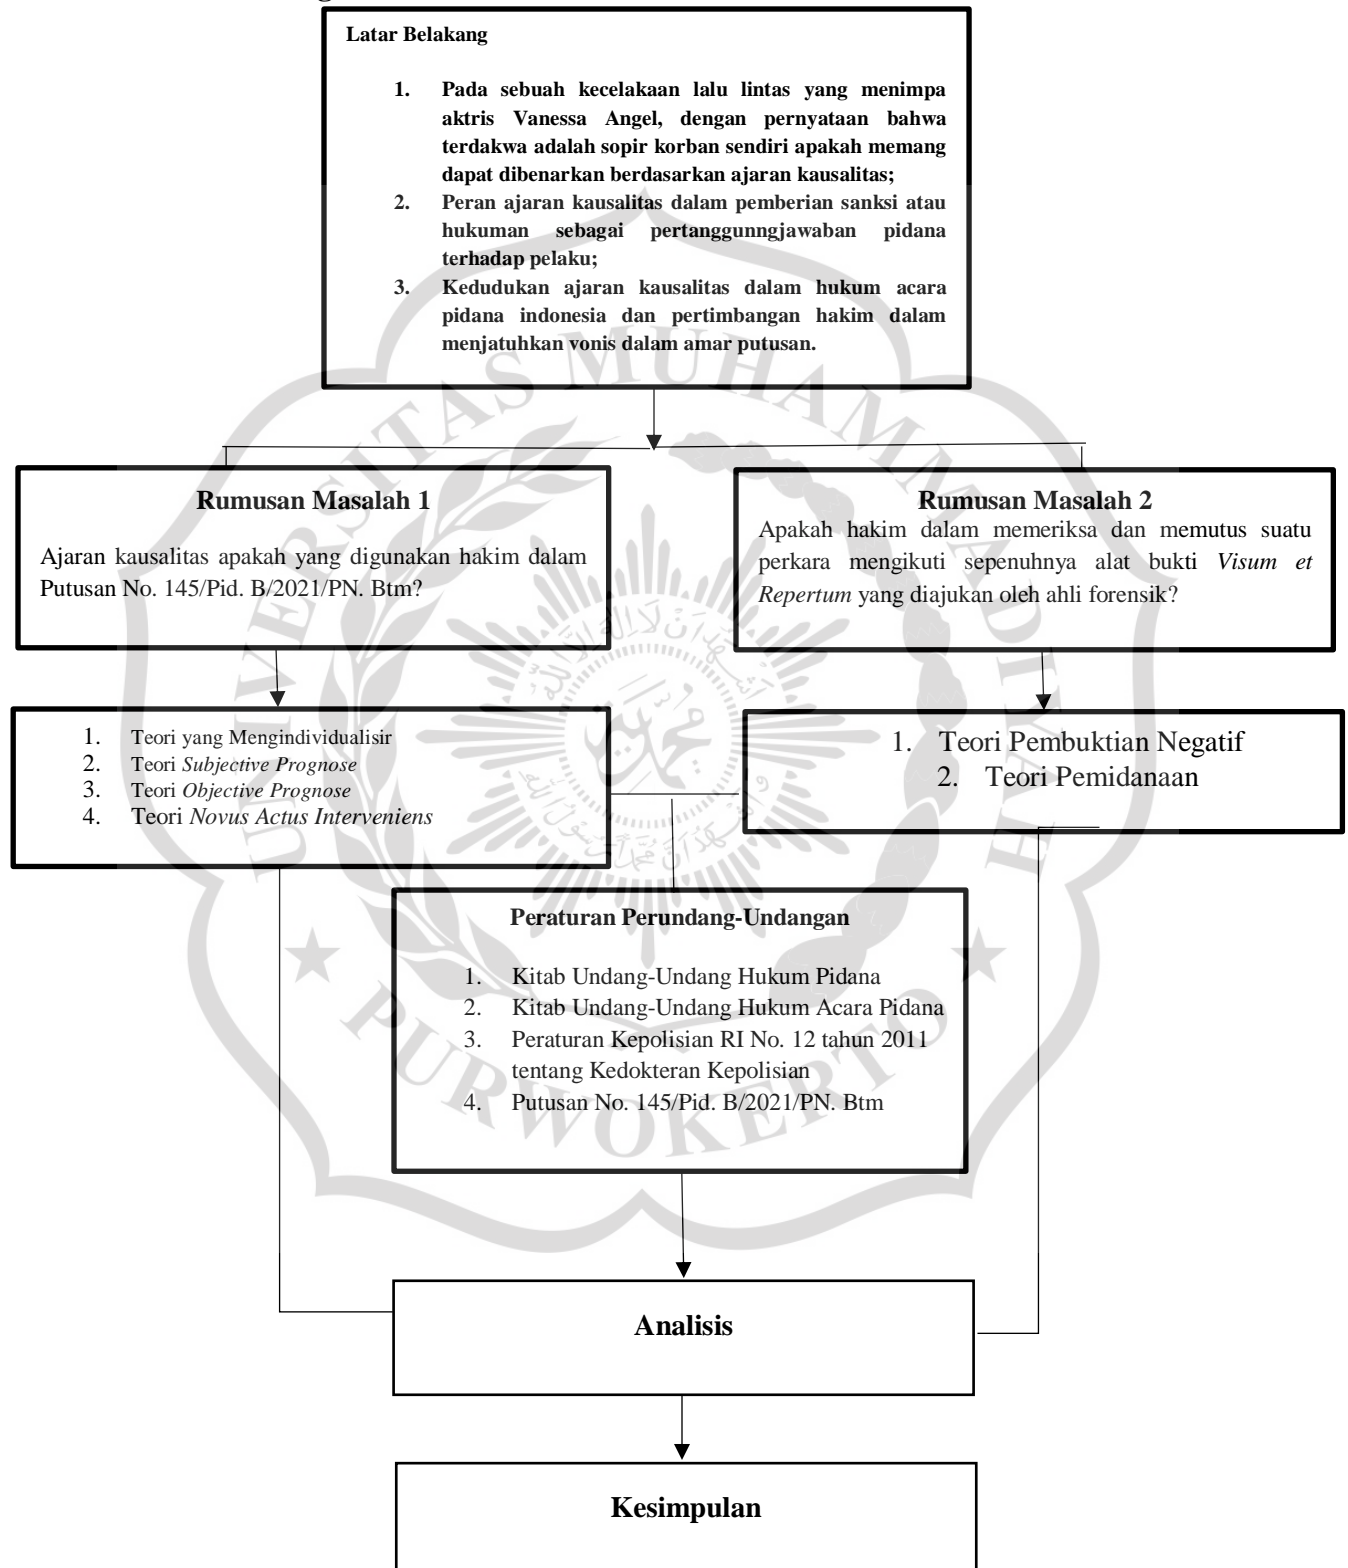 Latar Belakang
1. Pada sebuah kecelakaan lalu lintas yang menimpa
aktris Vanessa Angel, dengan pernyataan bahwa
terdakwa adalah sopir korban sendiri apakah memang
dapat dibenarkan berdasarkan ajaran kausalitas;
2. Peran ajaran kausalitas dalam pemberian sanksi atau
hukuman sebagai pertanggunngjawaban pidana
terhadap pelaku;
3. Kedudukan ajaran kausalitas dalam hukum acara
pidana indonesia dan pertimbangan hakim dalam
menjatuhkan vonis dalam amar putusan.
Rumusan Masalah 1
Ajaran kausalitas apakah yang digunakan hakim dalam
Putusan No. 145/Pid. B/2021/PN. Btm?
Rumusan Masalah 2
Apakah hakim dalam memeriksa dan memutus suatu
perkara mengikuti sepenuhnya alat bukti Visum et
Repertum yang diajukan oleh ahli forensik?
1. Teori yang Mengindividualisir
2. Teori Subjective Prognose
3. Teori Objective Prognose
4. Teori Novus Actus Interveniens
1. Teori Pembuktian Negatif
2. Teori Pemidanaan
Peraturan Perundang-Undangan
1. Kitab Undang-Undang Hukum Pidana
2. Kitab Undang-Undang Hukum Acara Pidana
3. Peraturan Kepolisian RI No. 12 tahun 2011
tentang Kedokteran Kepolisian
4. Putusan No. 145/Pid. B/2021/PN. Btm
Analisis
Kesimpulan
UNIVERSITAS MUHAMMADIYAH
PURWOKERTO